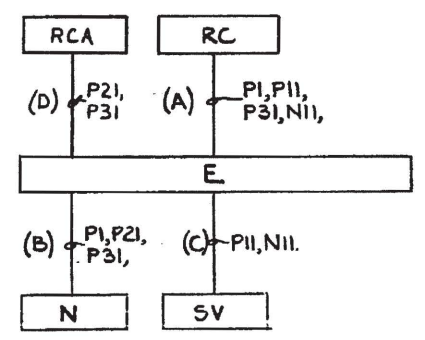 RCA
RC
(D)
P21,
P31
(A)
P1,P11,
P31,N11,
E
(B)
P1,P21,
P31,
(C)
P11,N11.
N
SV